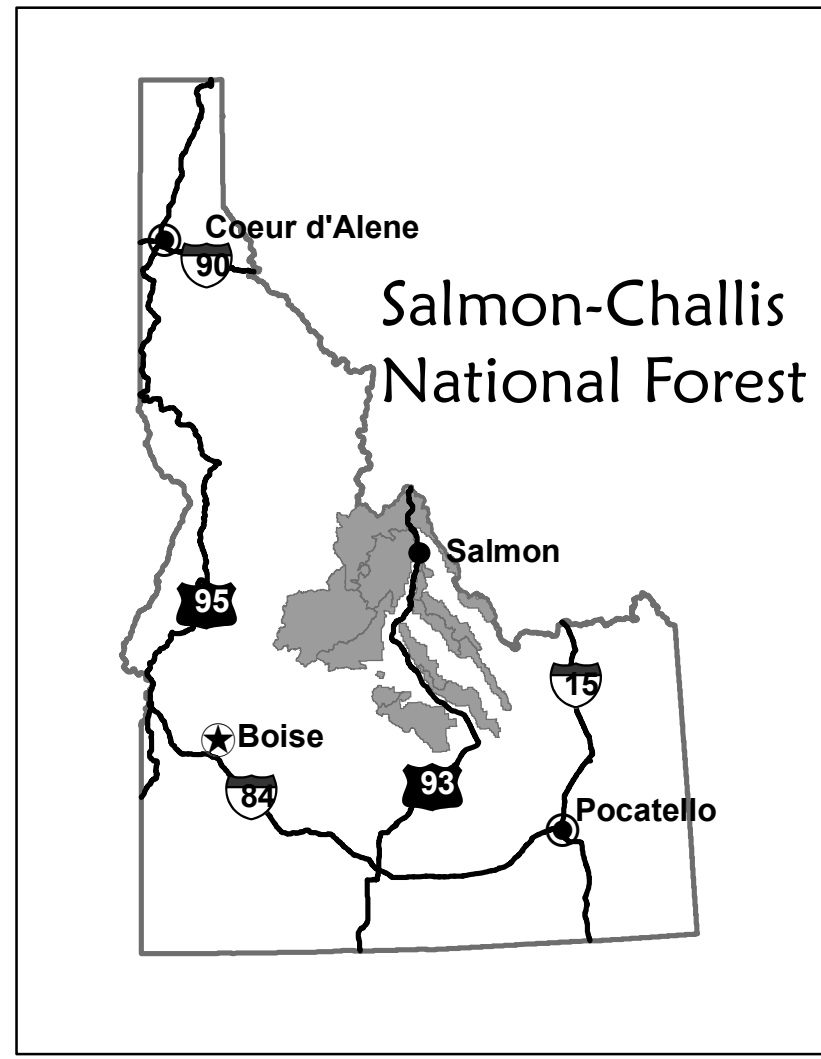 Coeur d'Alene
90
Salmon-Challis
National Forest
Salmon
95
15
Boise
93
84
Pocatello